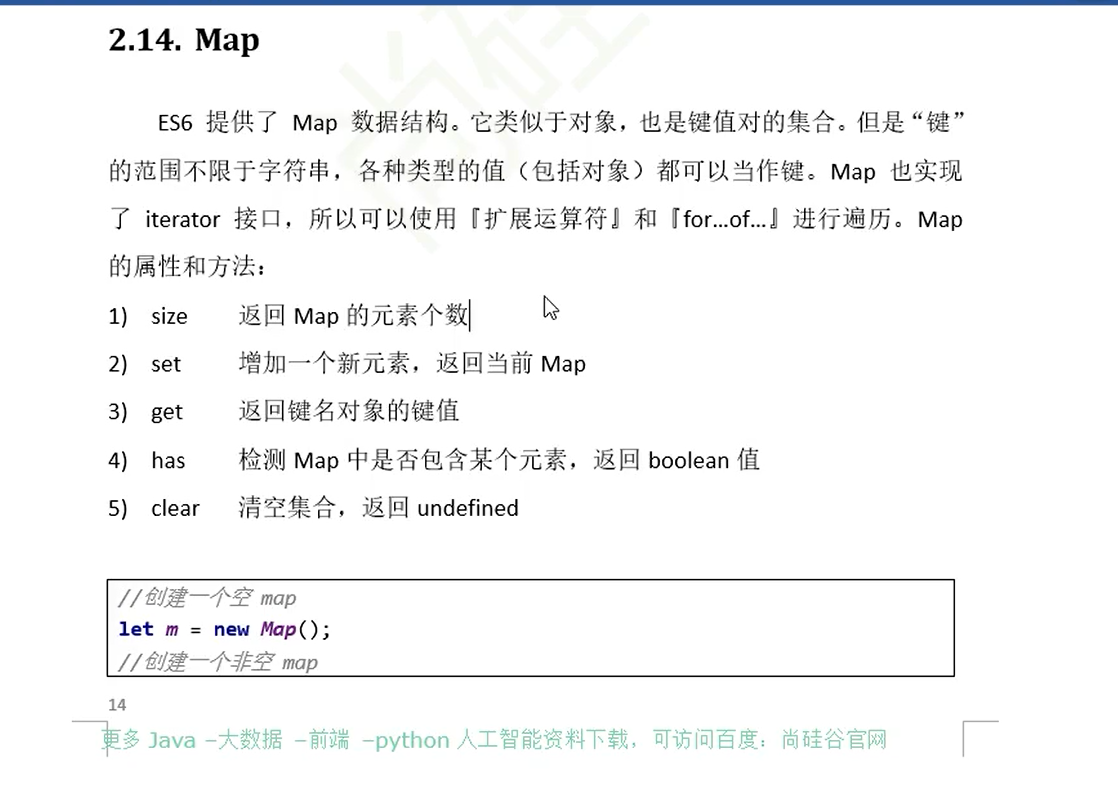 2.14. Map
ES6 提供了 Map 数据结构。它类似于对象，也是键值对的集合。但是“键”
的范围不限于字符串，各种类型的值（包括对象）都可以当作键。Map 也实现
了 iterator 接口，所以可以使用『扩展运算符』和『for…of…』进行遍历。Map
的属性和方法：
1) size 返回 Map 的元素个数
2) set 增加一个新元素，返回当前 Map
3) get 返回键名对象的键值
4) has 检测 Map 中是否包含某个元素，返回 boolean 值
5) clear 清空集合，返回 undefined
//创建一个空 map
let m = new Map();
//创建一个非空 map
14
更多 Java –大数据 –前端 –python 人工智能资料下载，可访问百度：尚硅谷官网